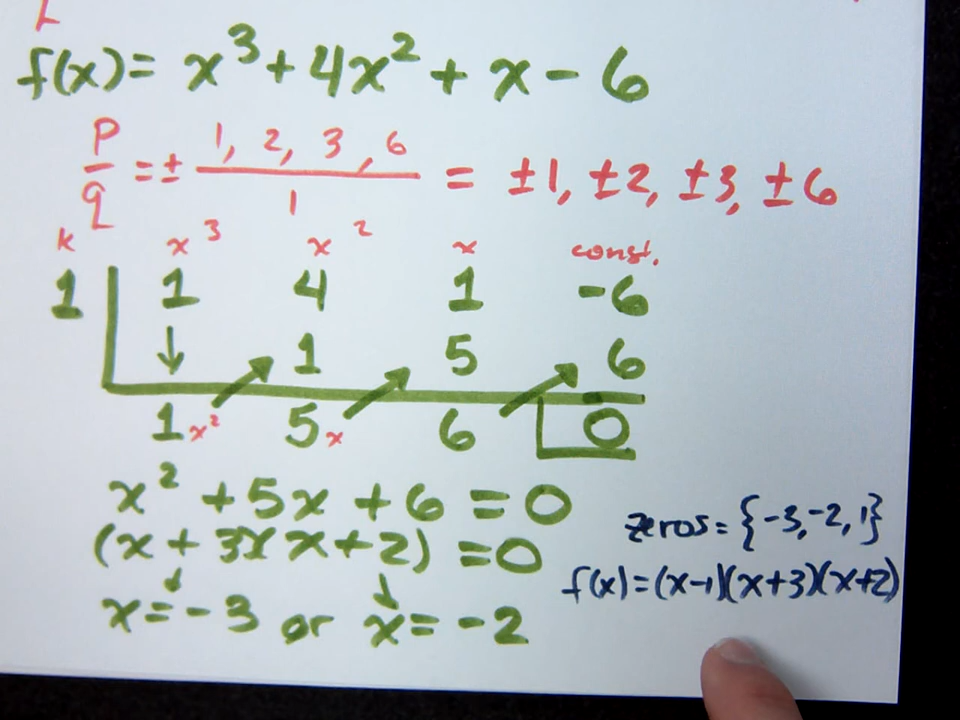 f(x) = x³ + 4x² + x - 6
p/q = ± 1, 2, 3, 6 / 1 = ±1, ±2, ±3, ±6
k x³ x² x const.
1 1 4 1 -6
↓ 1 5 6
1x² 5x 6 0
x² + 5x + 6 = 0
(x + 3)(x + 2) = 0
x = -3 or x = -2
zeros = {-3, -2, 1}
f(x) = (x-1)(x+3)(x+2)